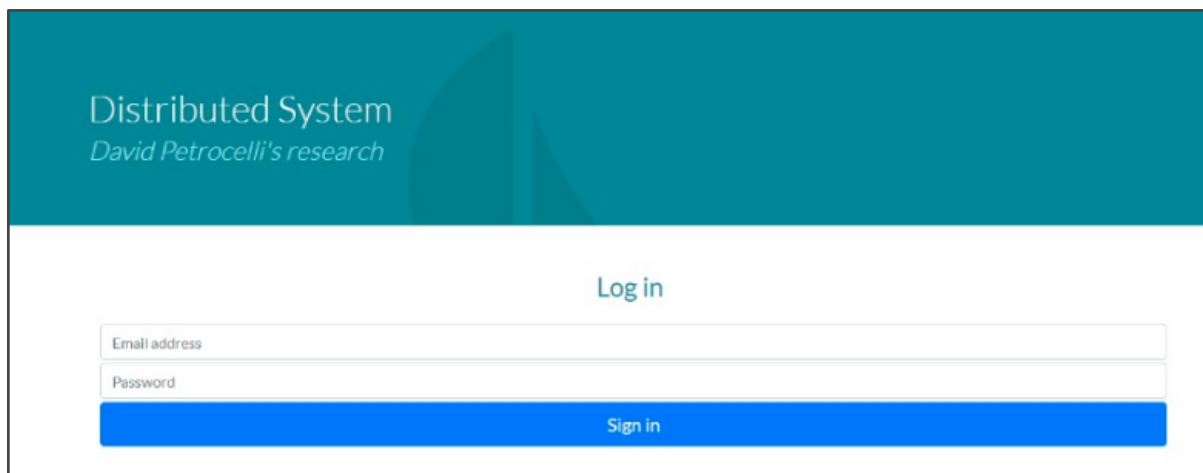 Distributed System
David Petrocelli's research
Log in
Email address
Password
Sign in